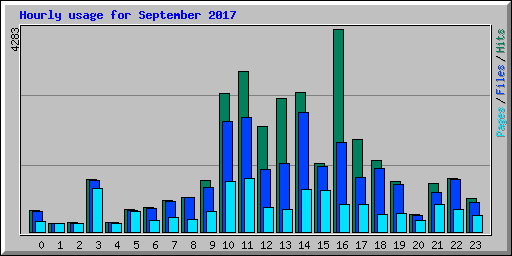 Hourly usage for September 2017
4283
Pages/Files/Hits
0 1 2 3 4 5 6 7 8 9 10 11 12 13 14 15 16 17 18 19 20 21 22 23